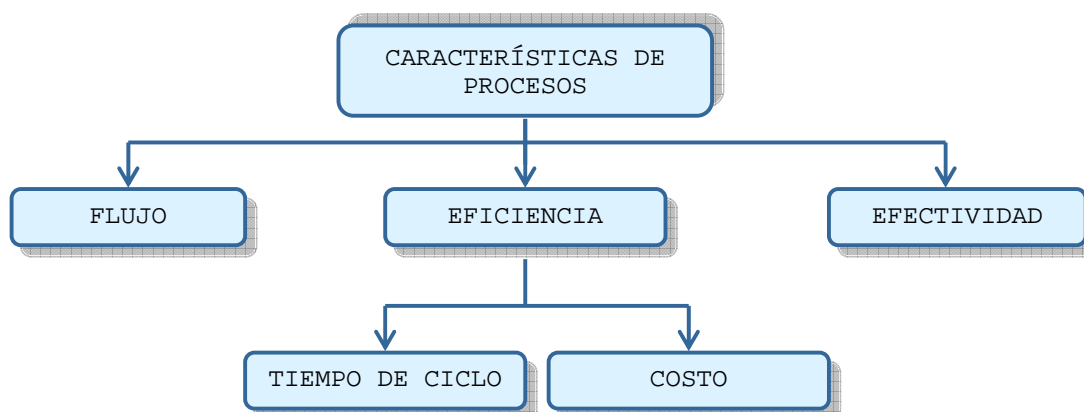 CARACTERÍSTICAS DE
PROCESOS
FLUJO
EFICIENCIA
EFECTIVIDAD
TIEMPO DE CICLO
COSTO